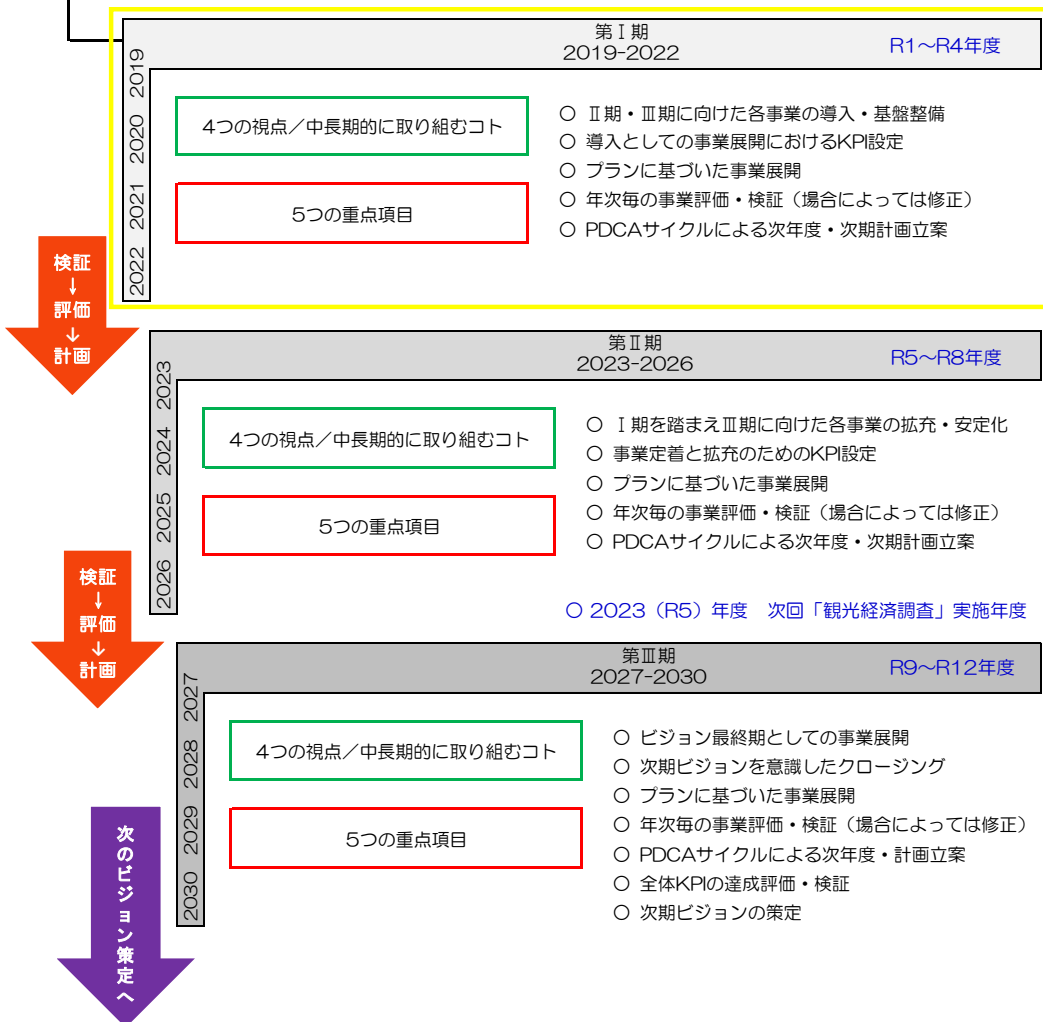 第Ⅰ期
2019-2022
R1～R4年度
2019
2020
2021
2022
4つの視点／中長期的に取り組むコト
5つの重点項目
○ Ⅱ期・Ⅲ期に向けた各事業の導入・基盤整備
○ 導入としての事業展開におけるKPI設定
○ プランに基づいた事業展開
○ 年次毎の事業評価・検証（場合によっては修正）
○ PDCAサイクルによる次年度・次期計画立案
検証
↓
評価
↓
計画
第Ⅱ期
2023-2026
R5～R8年度
2023
2024
2025
2026
4つの視点／中長期的に取り組むコト
5つの重点項目
○ Ⅰ期を踏まえⅢ期に向けた各事業の拡充・安定化
○ 事業定着と拡充のためのKPI設定
○ プランに基づいた事業展開
○ 年次毎の事業評価・検証（場合によっては修正）
○ PDCAサイクルによる次年度・次期計画立案
○ 2023（R5）年度　次回「観光経済調査」実施年度
検証
↓
評価
↓
計画
第Ⅲ期
2027-2030
R9～R12年度
2027
2028
2029
2030
4つの視点／中長期的に取り組むコト
5つの重点項目
○ ビジョン最終期としての事業展開
○ 次期ビジョンを意識したクロージング
○ プランに基づいた事業展開
○ 年次毎の事業評価・検証（場合によっては修正）
○ PDCAサイクルによる次年度・計画立案
○ 全体KPIの達成評価・検証
○ 次期ビジョンの策定
次のビジョン策定へ